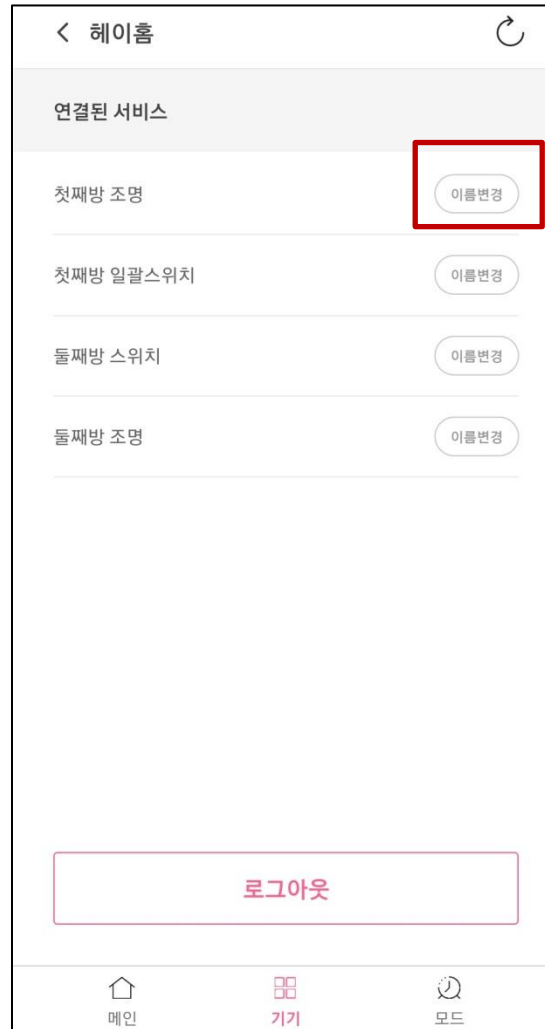 헤이홈
연결된 서비스
첫째방 조명 이름변경
첫째방 일괄스위치 이름변경
둘째방 스위치 이름변경
둘째방 조명 이름변경
로그아웃
메인 기기 모드